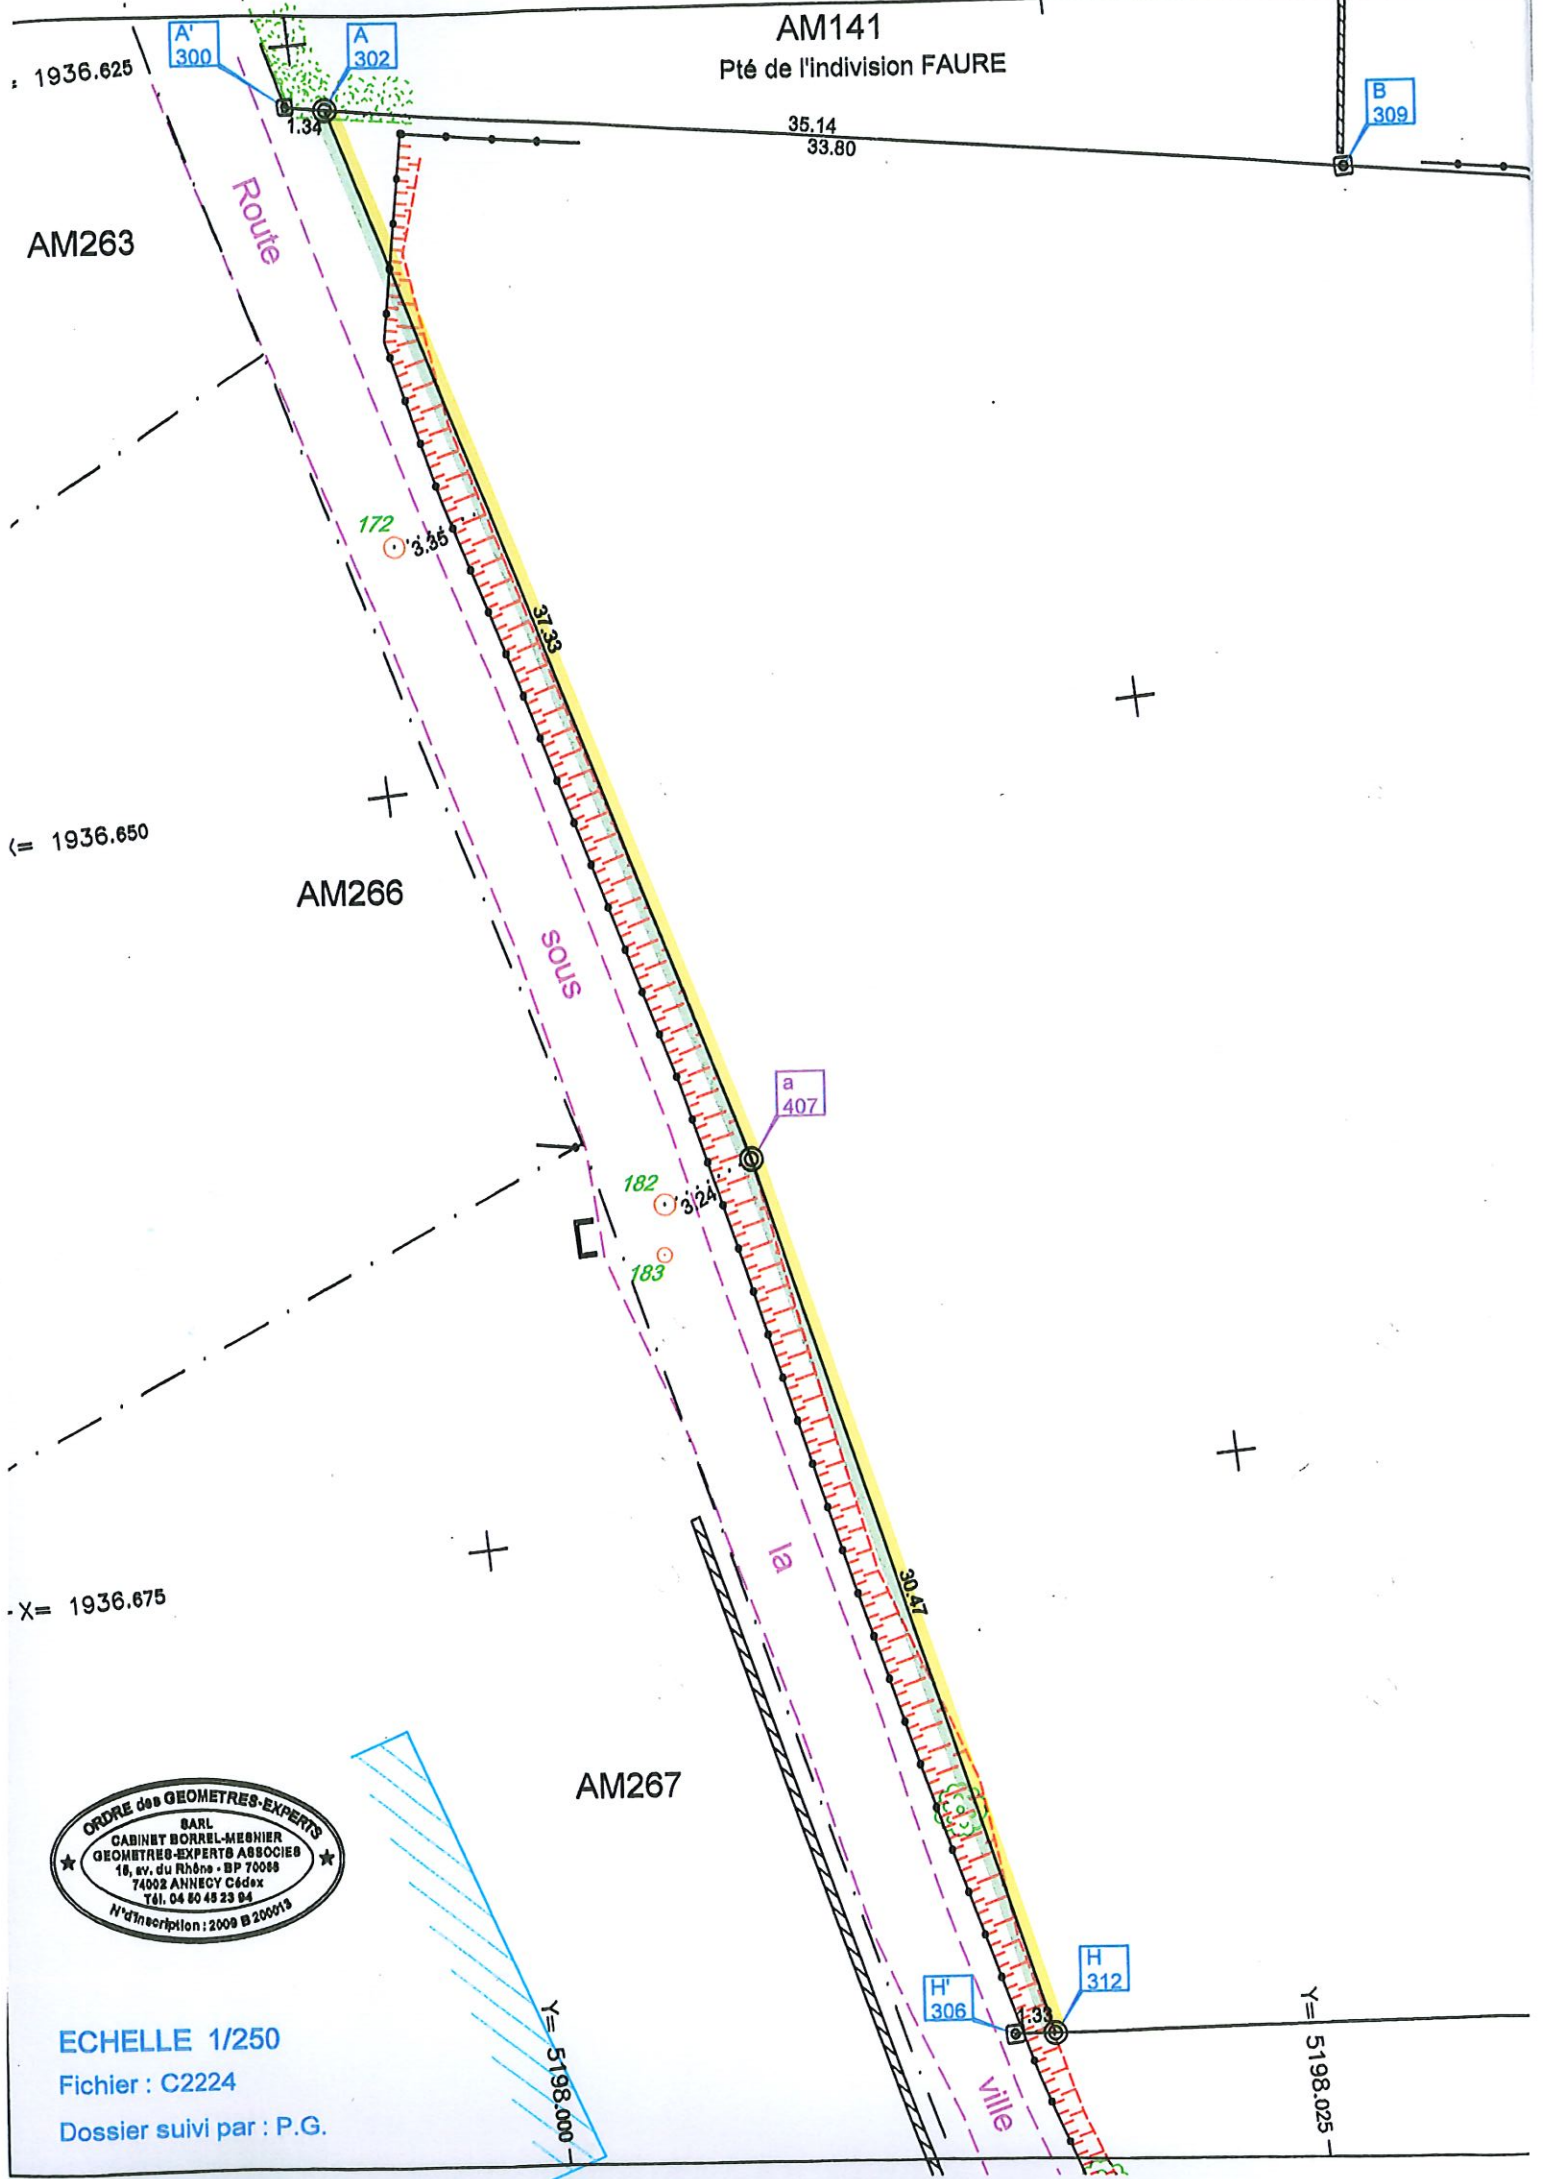 A'
300
A
302
AM141
Pté de l'indivision FAURE
1936.625
B
309
1.34
35.14
33.80
Route
AM263
172
3.35
37.33
= 1936.650
AM266
sous
a
407
182
3.24
183
la
30.47
X= 1936.675
AM267
ORDRE des GEOMETRES-EXPERTS
SARL
CABINET BORREL-MESNIER
GEOMETRES-EXPERTS ASSOCIES
16, av. du Rhône - BP 70088
74002 ANNECY Cédex
Tél. 04 50 45 23 94
N°d'inscription : 2009 B 200013
H'
306
1.33
H
312
ECHELLE 1/250
Fichier : C2224
Dossier suivi par : P.G.
Y= 5198.000
ville
Y= 5198.025